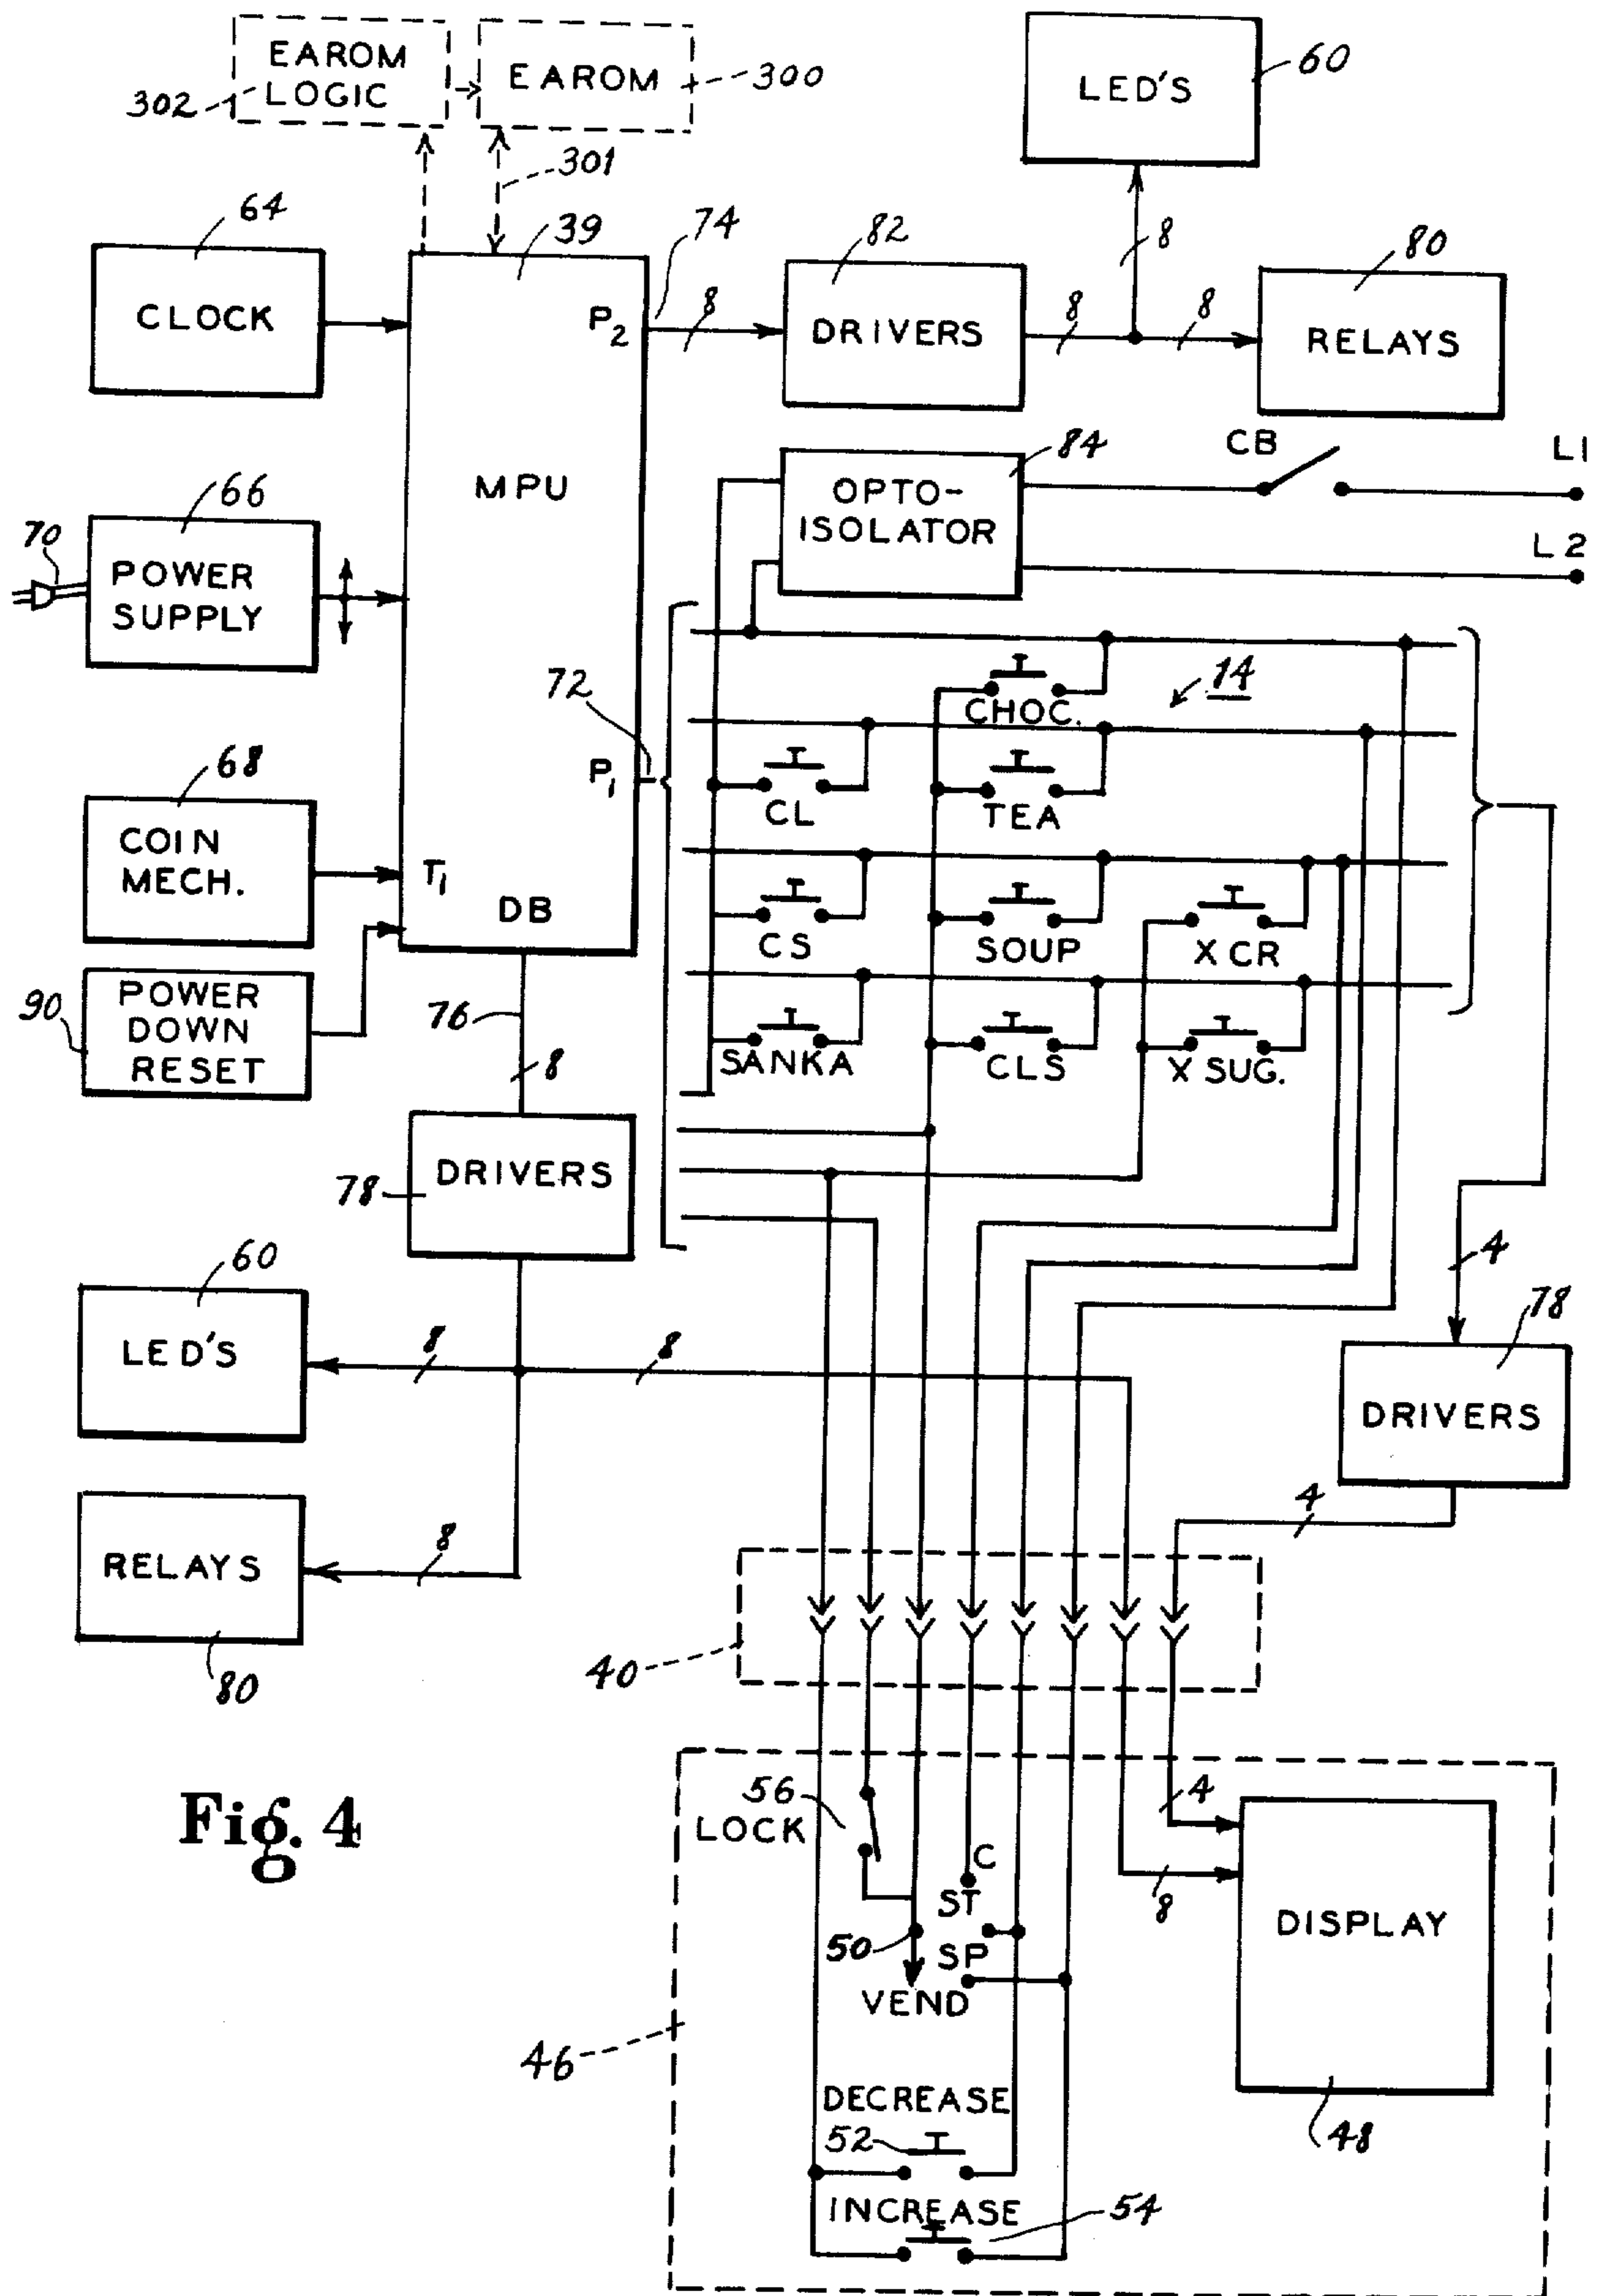 EAROM
LOGIC
302
EAROM
300
301
LED'S
60
64
CLOCK
39
MPU
P2
74
8
82
DRIVERS
8
8
8
80
RELAYS
66
70
POWER
SUPPLY
84
OPTO-
ISOLATOR
CB
L1
L2
72
P1
14
CHOC.
CL
TEA
CS
SOUP
X CR
SANKA
CLS
X SUG.
68
COIN
MECH.
T1
DB
90
POWER
DOWN
RESET
76
8
78
DRIVERS
60
LED'S
8
8
4
78
DRIVERS
4
RELAYS
8
80
40
Fig. 4
56
LOCK
C
ST
50
SP
VEND
4
8
DISPLAY
48
46
DECREASE
52
INCREASE
54